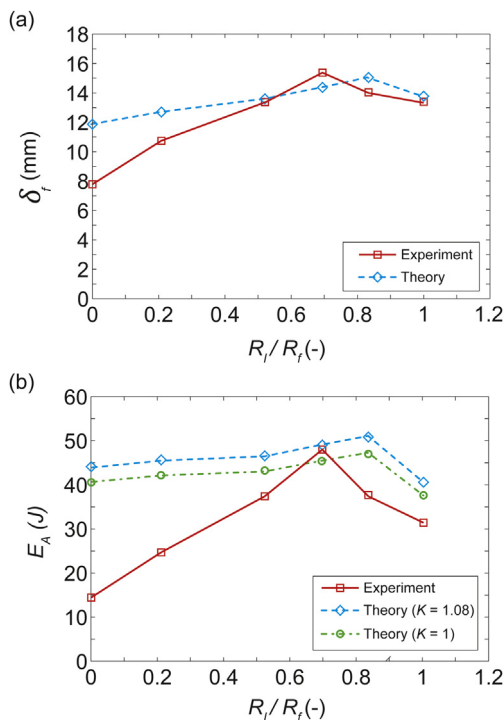 (a)
18
16
14
12
10
8
6
4
2
0
δf (mm)
0 0.2 0.4 0.6 0.8 1 1.2
Rl / Rf (-)
Experiment
Theory
(b)
60
50
40
30
20
10
0
EA (J)
0 0.2 0.4 0.6 0.8 1 1.2
Rl / Rf (-)
Experiment
Theory (K = 1.08)
Theory (K = 1)